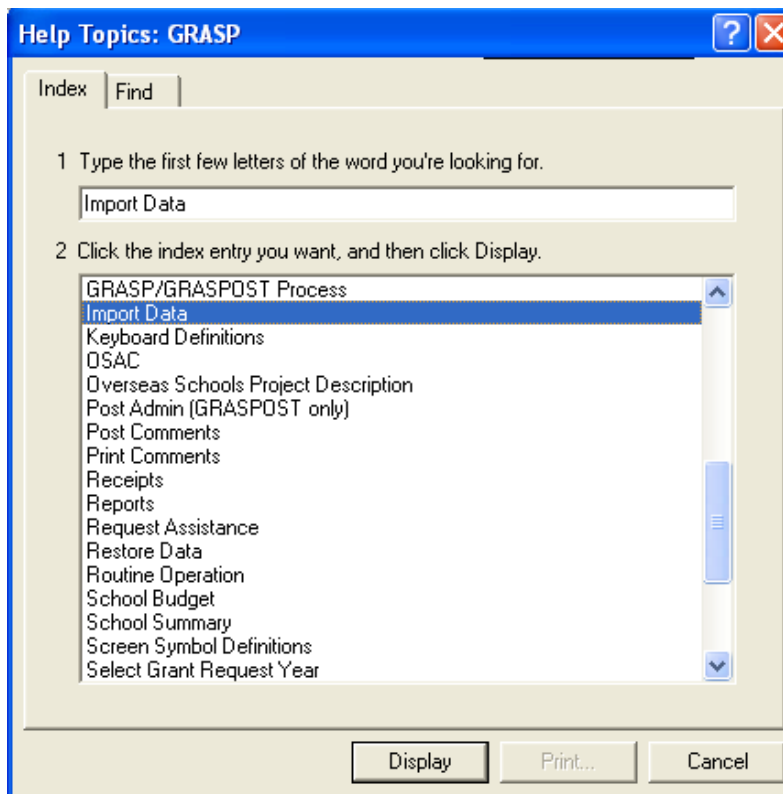 Help Topics: GRASP
Index Find
1 Type the first few letters of the word you're looking for.
Import Data
2 Click the index entry you want, and then click Display.
GRASP/GRASPOST Process
Import Data
Keyboard Definitions
OSAC
Overseas Schools Project Description
Post Admin (GRASPOST only)
Post Comments
Print Comments
Receipts
Reports
Request Assistance
Restore Data
Routine Operation
School Budget
School Summary
Screen Symbol Definitions
Select Grant Request Year
Display Print... Cancel